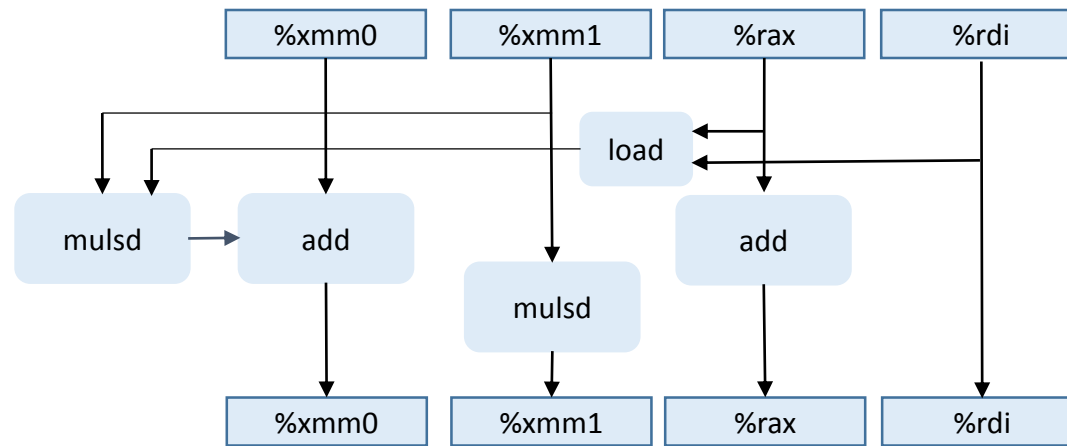 %xmm0
%xmm1
%rax
%rdi
load
mulsd
add
add
mulsd
%xmm0
%xmm1
%rax
%rdi